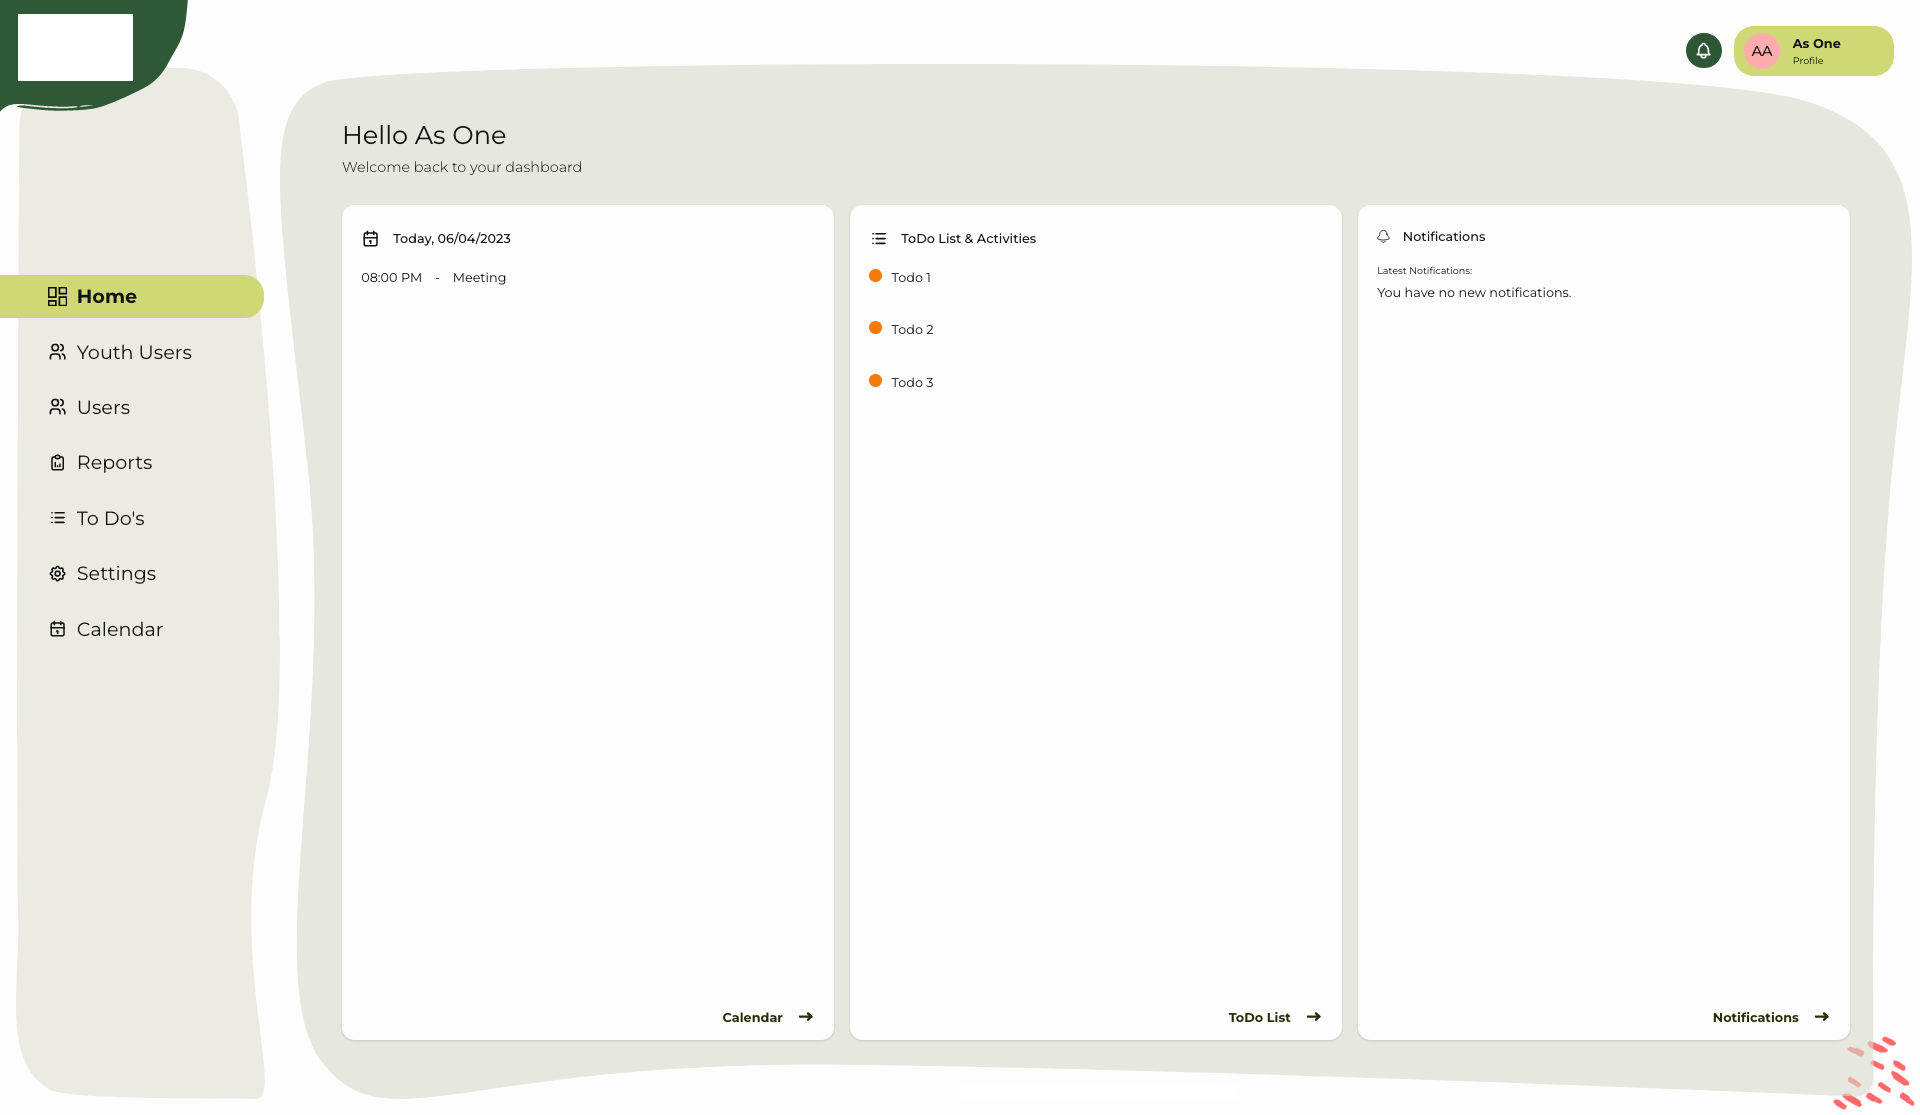 AA
As One
Profile
Hello As One
Welcome back to your dashboard
Home
Youth Users
Users
Reports
To Do's
Settings
Calendar
Today, 06/04/2023
08:00 PM - Meeting
Calendar
ToDo List & Activities
Todo 1
Todo 2
Todo 3
ToDo List
Notifications
Latest Notifications:
You have no new notifications.
Notifications